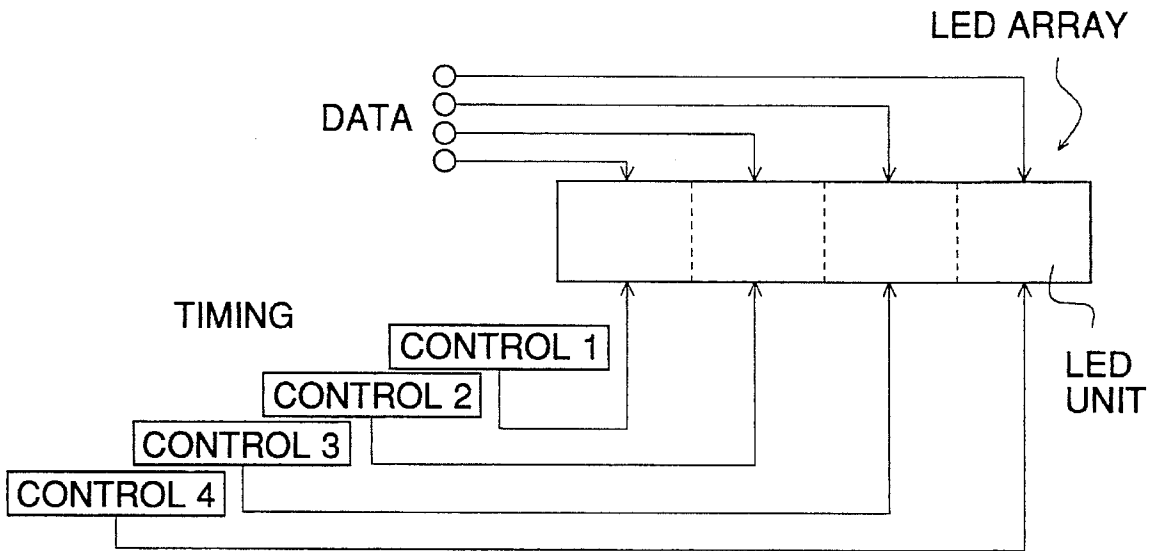 LED ARRAY
DATA
TIMING
CONTROL 1
CONTROL 2
CONTROL 3
CONTROL 4
LED
UNIT